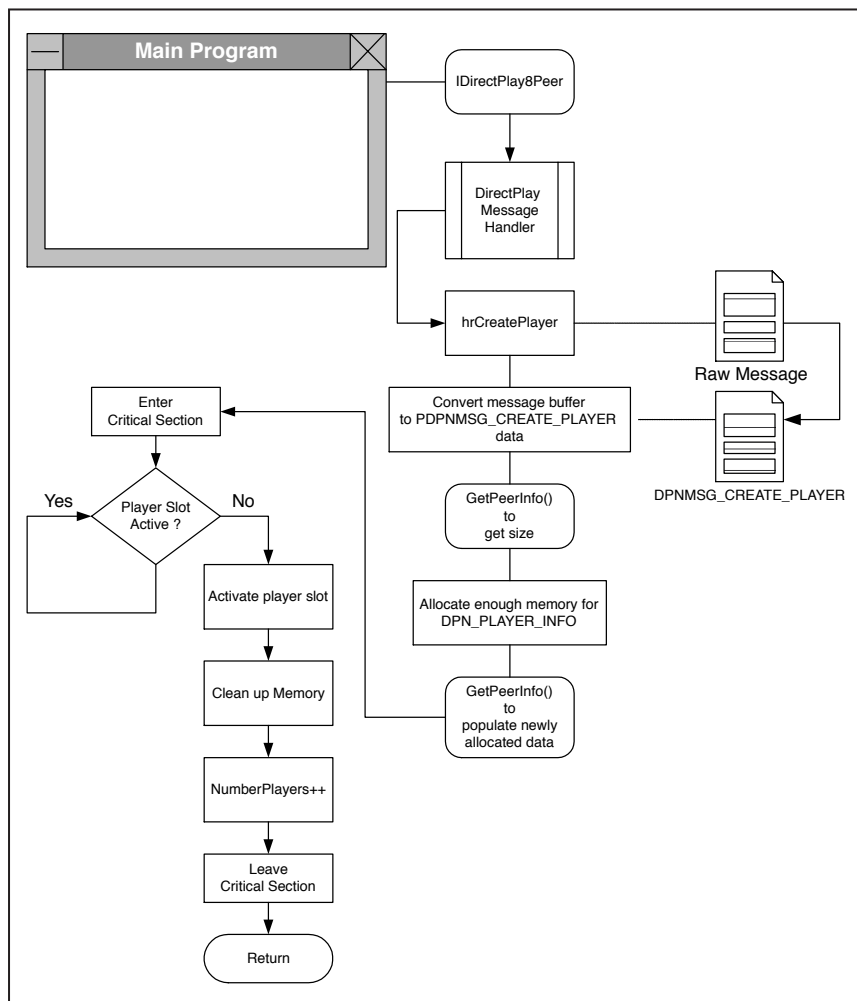 Main Program
IDirectPlay8Peer
DirectPlay
Message
Handler
hrCreatePlayer
Raw Message
Convert message buffer
to PDPNMSG_CREATE_PLAYER
data
DPNMSG_CREATE_PLAYER
GetPeerInfo()
to
get size
Allocate enough memory for
DPN_PLAYER_INFO
GetPeerInfo()
to
populate newly
allocated data
Enter
Critical Section
Yes
Player Slot
Active ?
No
Activate player slot
Clean up Memory
NumberPlayers++
Leave
Critical Section
Return